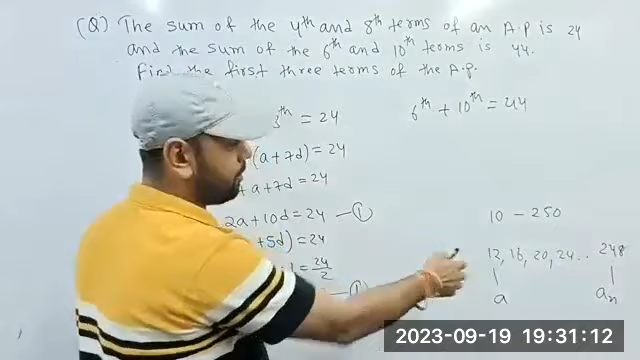 (Q) The sum of the 4th and 8th terms of an A.P is 24
and the sum of the 6th and 10th terms is 44.
Find the first three terms of the A.p.
th = 24
6th + 10th = 44
(a+7d) = 24
+ a + 7d = 24
2a + 10d = 24 — ①
+ 5d) = 24
= 24/2
— ①
10 - 250
12, 16, 20, 24 .. 248
a an
2023-09-19 19:31:12